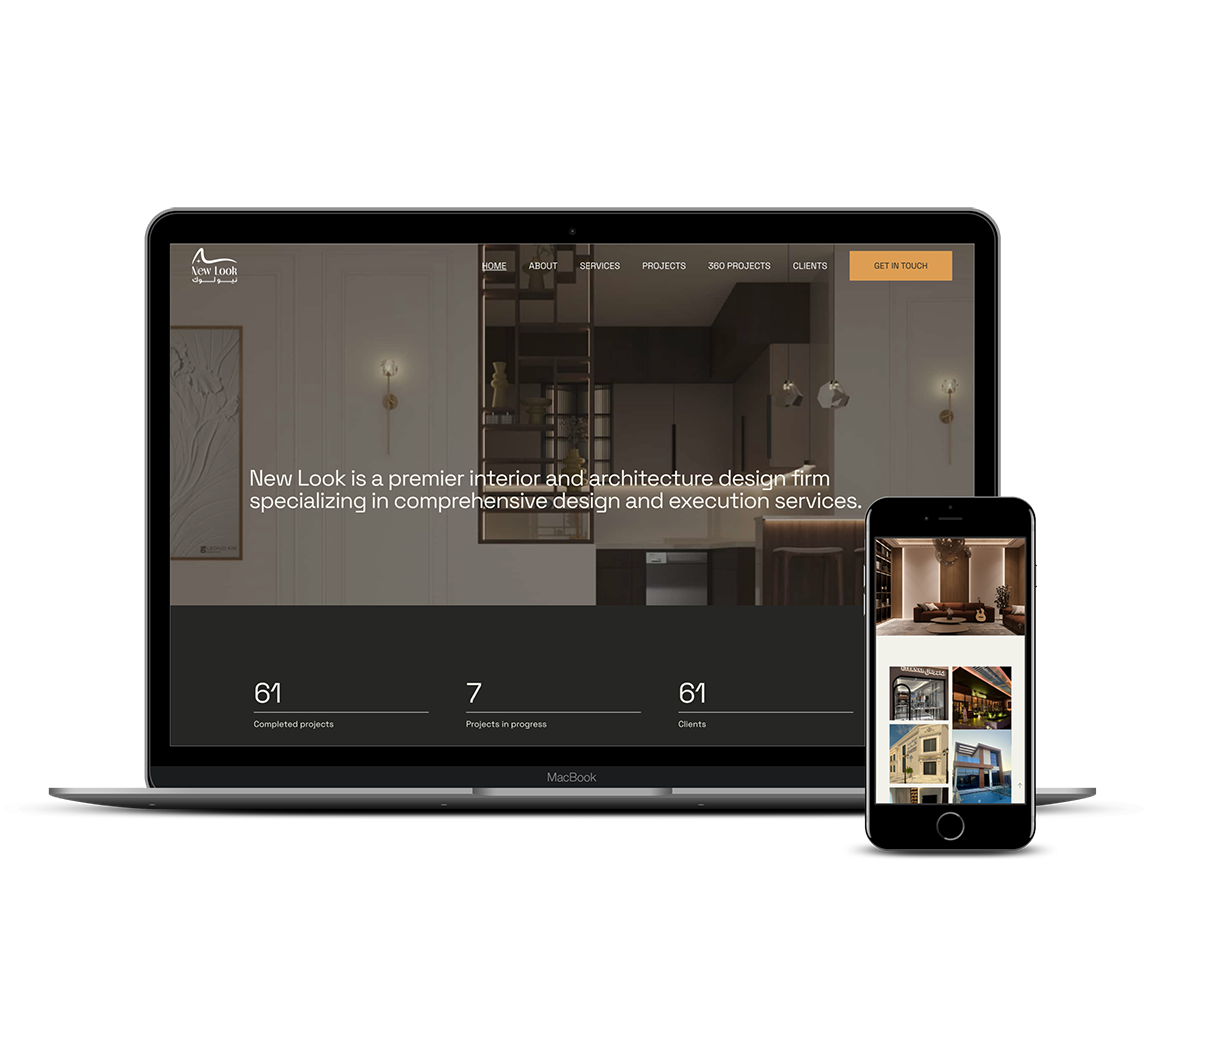 New Look
نيو لوك
HOME
ABOUT
SERVICES
PROJECTS
360 PROJECTS
CLIENTS
GET IN TOUCH
New Look is a premier interior and architecture design firm
specializing in comprehensive design and execution services.
61
7
61
Completed projects
Projects in progress
Clients
MacBook